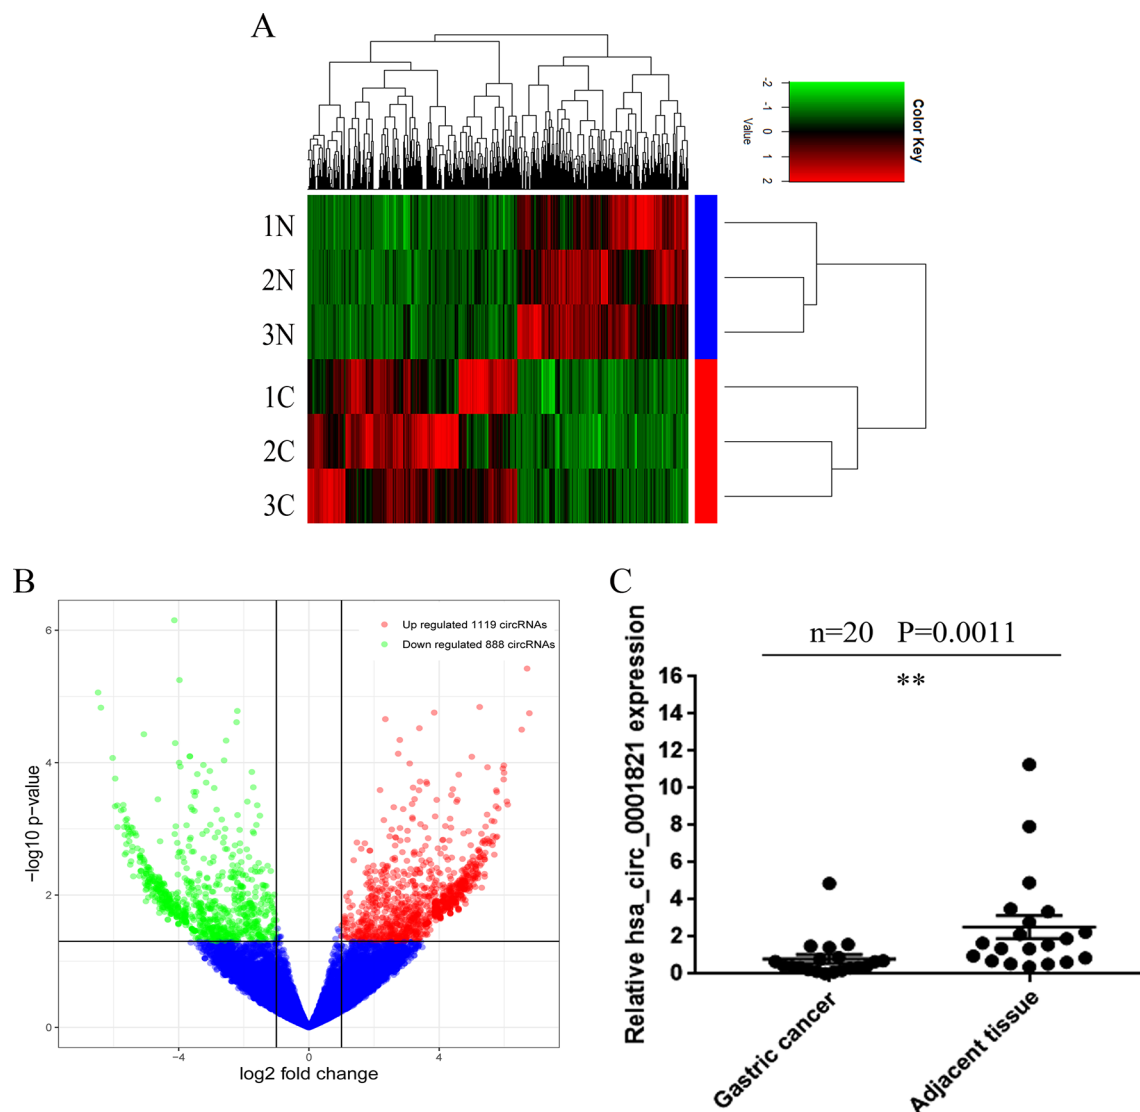 A
-2
-1
0
1
2
Value
Color Key
1N
2N
3N
1C
2C
3C
B
Up regulated 1119 circRNAs
Down regulated 888 circRNAs
6
4
2
0
−log10 p−value
−4
0
4
log2 fold change
C
n=20 P=0.0011
**
16
14
12
10
8
6
4
2
0
Relative hsa_circ_0001821 expression
Gastric cancer
Adjacent tissue